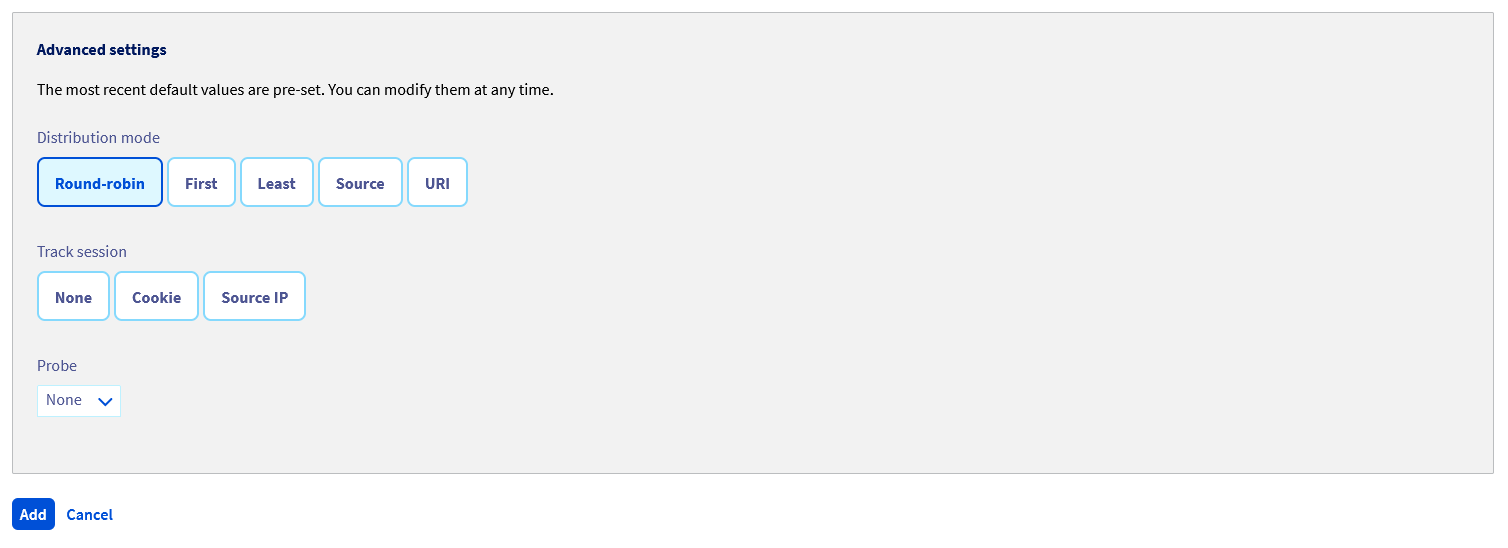 Advanced settings
The most recent default values are pre-set. You can modify them at any time.
Distribution mode
Round-robin First Least Source URI
Track session
None Cookie Source IP
Probe
None
Add Cancel